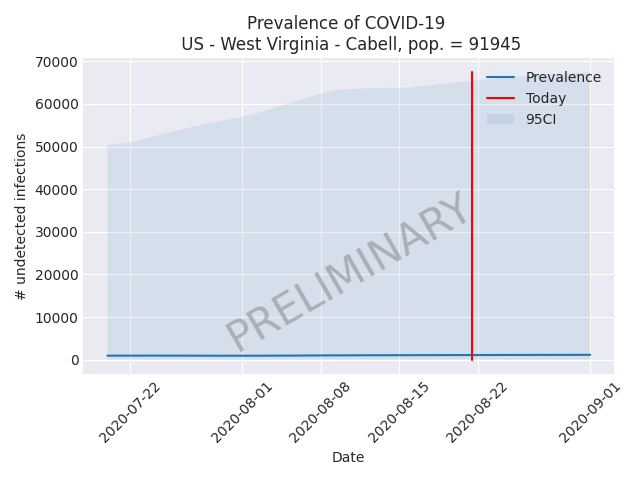 Prevalence of COVID-19
US - West Virginia - Cabell, pop. = 91945
70000
60000
50000
40000
30000
20000
10000
0
# undetected infections
Prevalence
Today
95CI
PRELIMINARY
2020-07-22
2020-08-01
2020-08-08
2020-08-15
2020-08-22
2020-09-01
Date